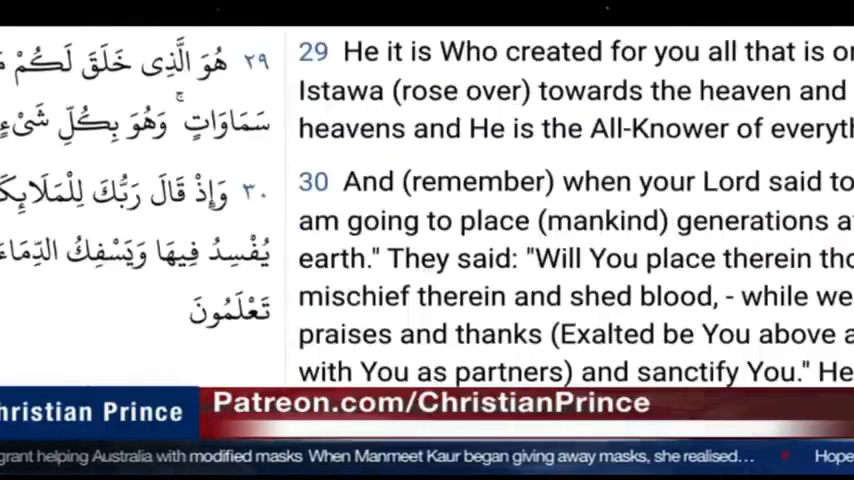 ٢٩ هُوَ الَّذِى خَلَقَ لَكُمْ
سَمَاوَاتٍ ۚ وَهُوَ بِكُلِّ شَىْءٍ
٣٠ وَإِذْ قَالَ رَبُّكَ
يُفْسِدُ فِيهَا وَيَسْفِكُ الدِّمَاءَ
تَعْلَمُونَ
29 He it is Who created for you all that is
Istawa (rose over) towards the heaven and
heavens and He is the All-Knower of
30 And (remember) when your Lord said to
am going to place (mankind) generations
earth." They said: "Will You place therein
mischief therein and shed blood, - while we
praises and thanks (Exalted be You above
with You as partners) and sanctify You." He
hristian Prince
Patreon.com/ChristianPrince
grant helping Australia with modified masks When Manmeet Kaur began giving away masks, she realised... Hope